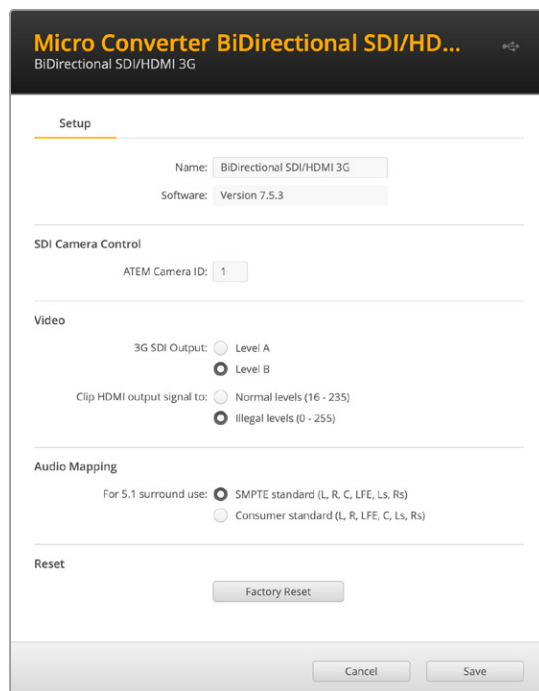 Micro Converter BiDirectional SDI/HD...
BiDirectional SDI/HDMI 3G
Setup
Name: BiDirectional SDI/HDMI 3G
Software: Version 7.5.3
SDI Camera Control
ATEM Camera ID: 1
Video
3G SDI Output: Level A
Level B
Clip HDMI output signal to: Normal levels (16 - 235)
Illegal levels (0 - 255)
Audio Mapping
For 5.1 surround use: SMPTE standard (L, R, C, LFE, Ls, Rs)
Consumer standard (L, R, LFE, C, Ls, Rs)
Reset
Factory Reset
Cancel Save